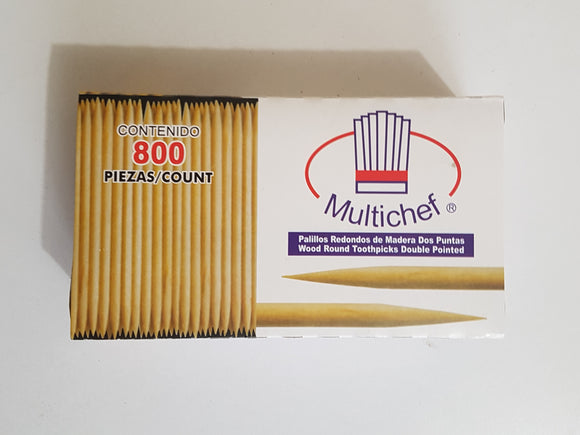 CONTENIDO
800
PIEZAS/COUNT
Multichef ®
Palillos Redondos de Madera Dos Puntas
Wood Round Toothpicks Double Pointed